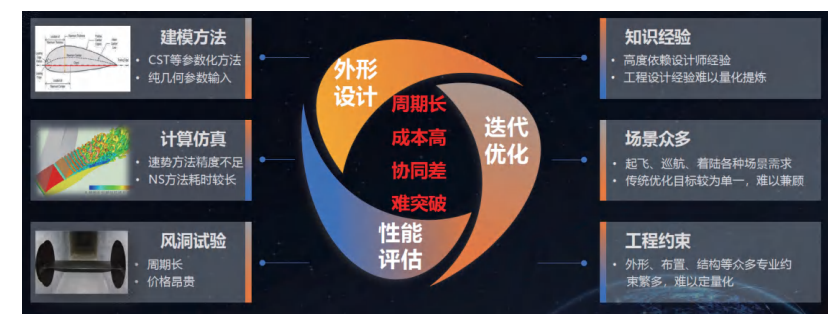 建模方法
• CST等参数化方法
• 纯几何参数输入
计算仿真
• 速势方法精度不足
• NS方法耗时较长
风洞试验
• 周期长
• 价格昂贵
外形
设计
周期长
成本高
协同差
难突破
迭代
优化
性能
评估
知识经验
• 高度依赖设计师经验
• 工程设计经验难以量化提炼
场景众多
• 起飞、巡航、着陆各种场景需求
• 传统优化目标较为单一，难以兼顾
工程约束
• 外形、布置、结构等众多专业约
束繁多，难以定量化